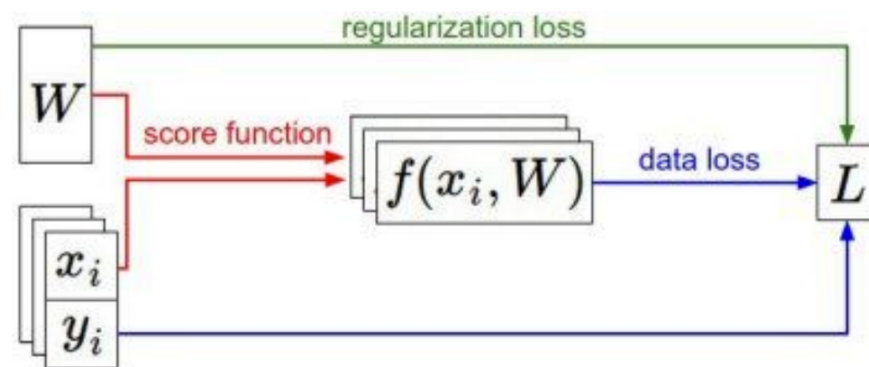 regularization loss
W
score function
f(x_i, W)
data loss
L
x_i
y_i